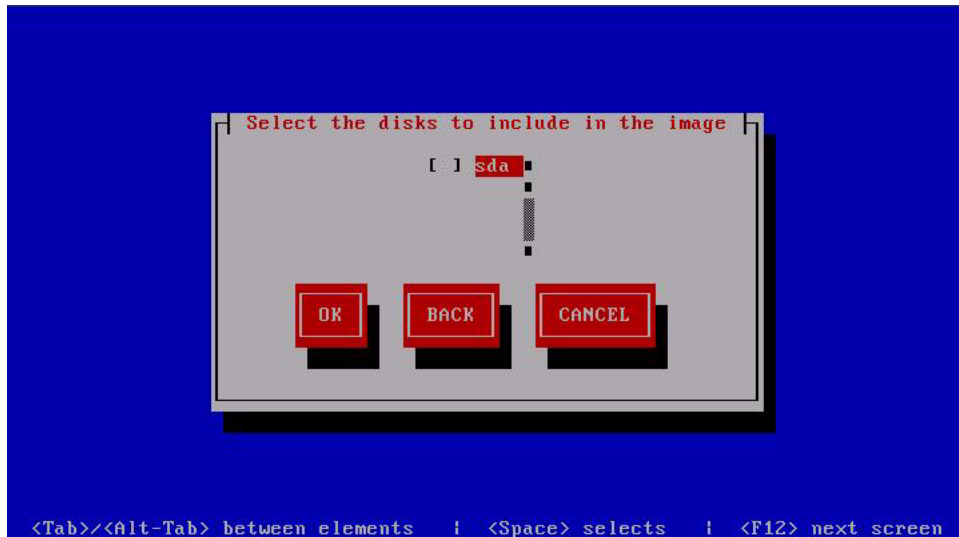 Select the disks to include in the image
[ ] sda
OK BACK CANCEL
<Tab>/<Alt-Tab> between elements | <Space> selects | <F12> next screen